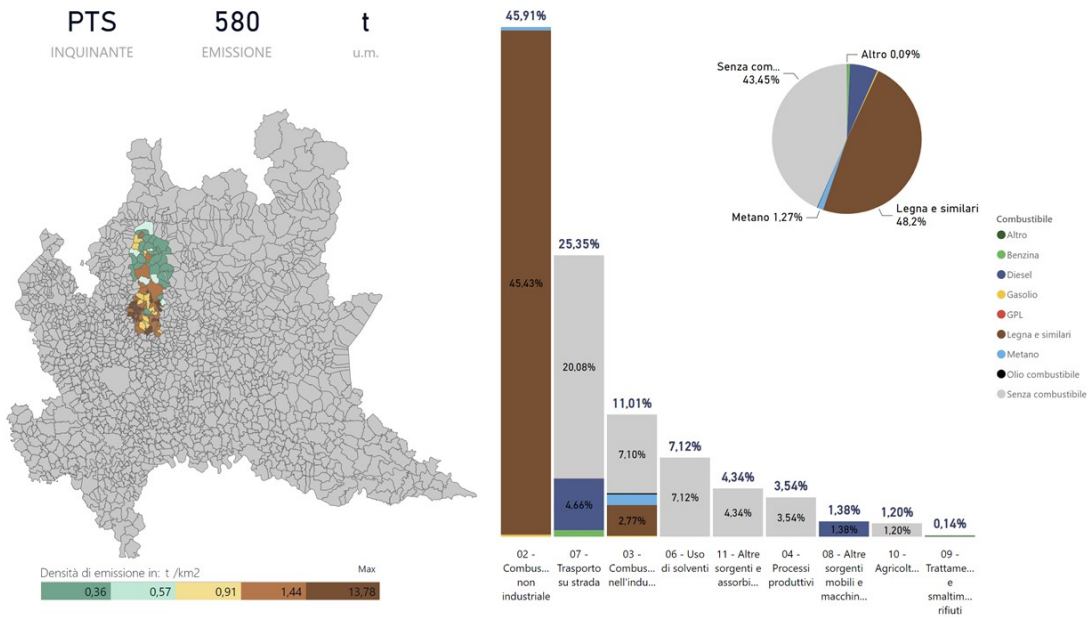 PTS
INQUINANTE
580
EMISSIONE
t
u.m.
Densità di emissione in: t /km2
Max
0,36
0,57
0,91
1,44
13,78
45,91%
45,43%
25,35%
20,08%
4,66%
11,01%
7,10%
2,77%
7,12%
7,12%
4,34%
4,34%
3,54%
3,54%
1,38%
1,38%
1,20%
1,20%
0,14%
02 -
Combus...
non
industriale
07 -
Trasporto
su strada
03 -
Combus...
nell'indu...
06 - Uso
di solventi
11 - Altre
sorgenti e
assorbi...
04 -
Processi
produttivi
08 - Altre
sorgenti
mobili e
macchin...
10 -
Agricolt...
09 -
Trattame...
e
smaltim...
rifiuti
Altro 0,09%
Senza com...
43,45%
Metano 1,27%
Legna e similari
48,2%
Combustibile
Altro
Benzina
Diesel
Gasolio
GPL
Legna e similari
Metano
Olio combustibile
Senza combustibile